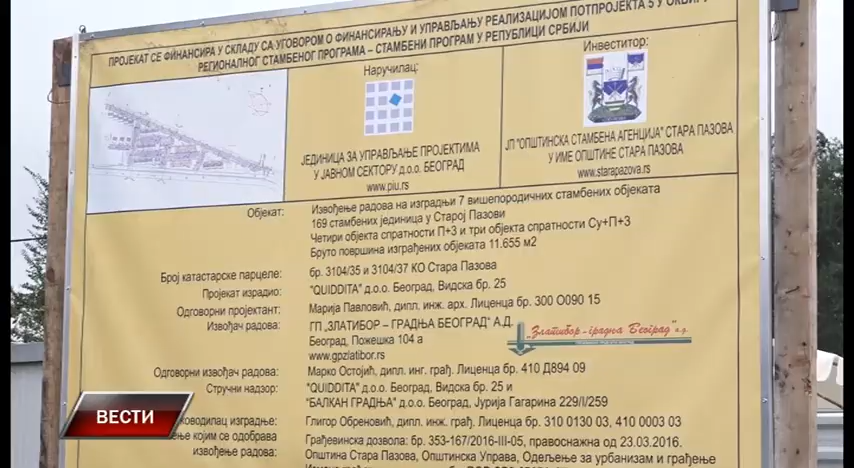 ПРОЈЕКАТ СЕ ФИНАНСИРА У СКЛАДУ СА УГОВОРОМ О ФИНАНСИРАЊУ И УПРАВЉАЊУ РЕАЛИЗАЦИЈОМ ПОТПРОЈЕКТА 5 У ОКВИРУ
РЕГИОНАЛНОГ СТАМБЕНОГ ПРОГРАМА – СТАМБЕНИ ПРОГРАМ У РЕПУБЛИЦИ СРБИЈИ
Наручилац:
ЈЕДИНИЦА ЗА УПРАВЉАЊЕ ПРОЈЕКТИМА
У ЈАВНОМ СЕКТОРУ д.о.о. БЕОГРАД
www.piu.rs
Инвеститор:
ЈП "ОПШТИНСКА СТАМБЕНА АГЕНЦИЈА" СТАРА ПАЗОВА
У ИМЕ ОПШТИНЕ СТАРА ПАЗОВА
www.starapazova.rs
Објекат: Извођење радова на изградњи 7 вишепородичних стамбених објеката
169 стамбених јединица у Старој Пазови
Четири објекта спратности П+3 и три објекта спратности Су+П+3
Бруто површина изграђених објеката 11.655 м2
Број катастарске парцеле: бр. 3104/35 и 3104/37 КО Стара Пазова
Пројекат израдио: "QUIDDITA" д.о.о. Београд, Видска бр. 25
Одговорни пројектант: Марија Павловић, дипл. инж. арх. Лиценца бр. 300 О090 15
Извођач радова: ГП „ЗЛАТИБОР – ГРАДЊА БЕОГРАД" А.Д.
Београд, Пожешка 104 а
www.gpzlatibor.rs
„Златибор-градња Београд" а.д.
Одговорни извођач радова: Марко Остојић, дипл. инг. грађ. Лиценца бр. 410 Д894 09
Стручни надзор: "QUIDDITA" д.о.о. Београд, Видска бр. 25 и
"БАЛКАН ГРАДЊА" д.о.о. Београд, Јурија Гагарина 229/I/259
ководилац изградње: Глигор Обреновић, дипл. инж. грађ. Лиценца бр. 310 0130 03, 410 0003 03
ење којим се одобрава Грађевинска дозвола: бр. 353-167/2016-III-05, правоснажна од 23.03.2016.
извођење радова: Општина Стара Пазова, Општинска Управа, Одељење за урбанизам и грађење
ВЕСТИ